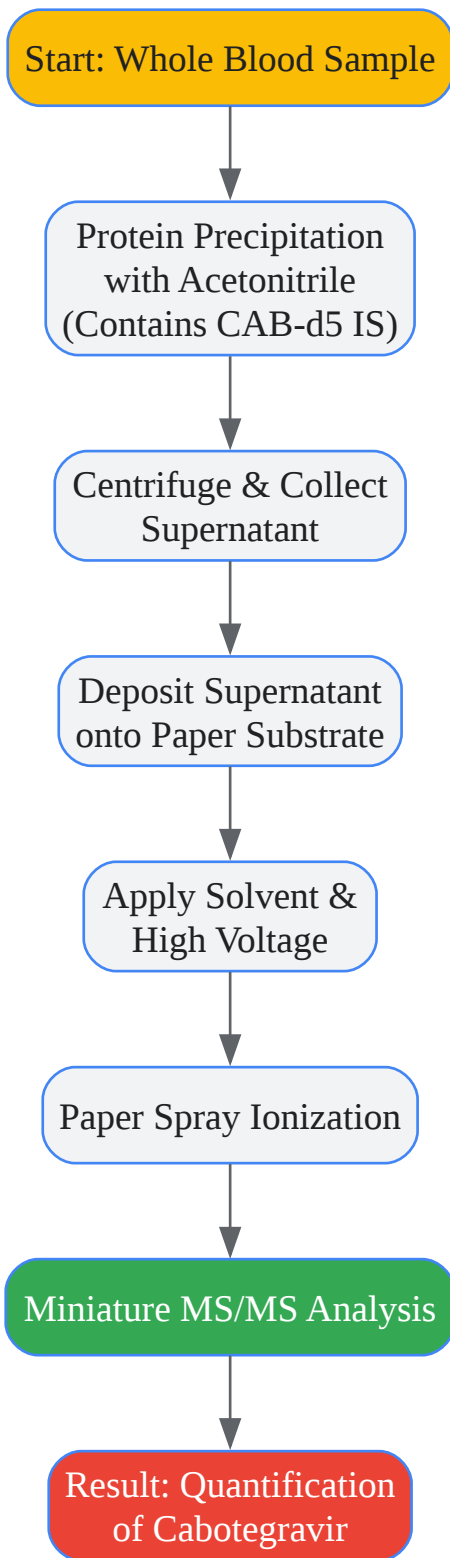 Start: Whole Blood Sample
Protein Precipitation
with Acetonitrile
(Contains CAB-d5 IS)
Centrifuge & Collect
Supernatant
Deposit Supernatant
onto Paper Substrate
Apply Solvent &
High Voltage
Paper Spray Ionization
Miniature MS/MS Analysis
Result: Quantification
of Cabotegravir